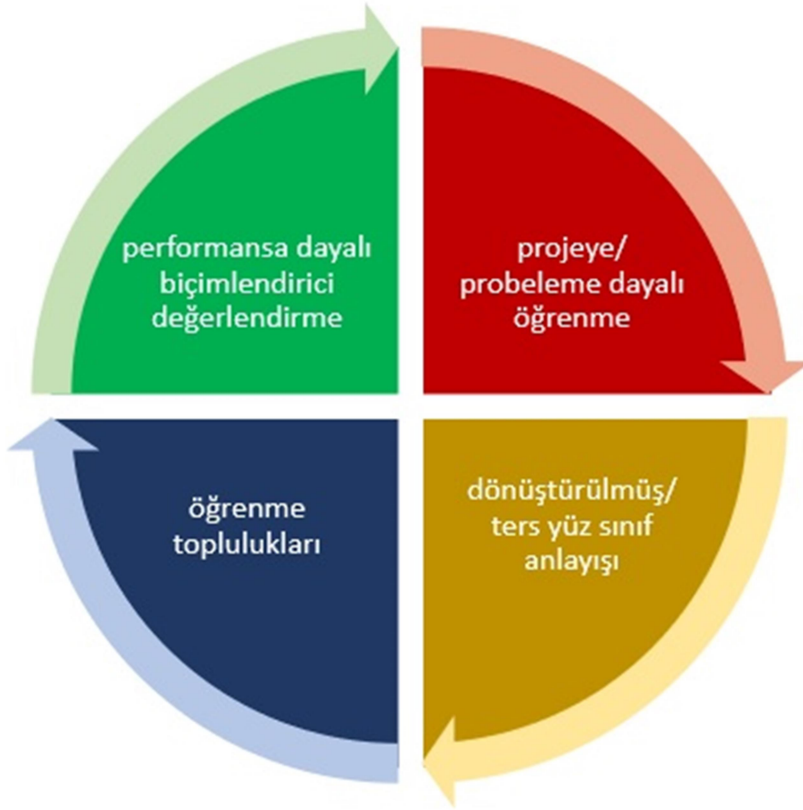 performansa dayalı
biçimlendirici
değerlendirme
projeye/
probeleme dayalı
öğrenme
öğrenme
toplulukları
dönüştürülmüş/
ters yüz sınıf
anlayışı